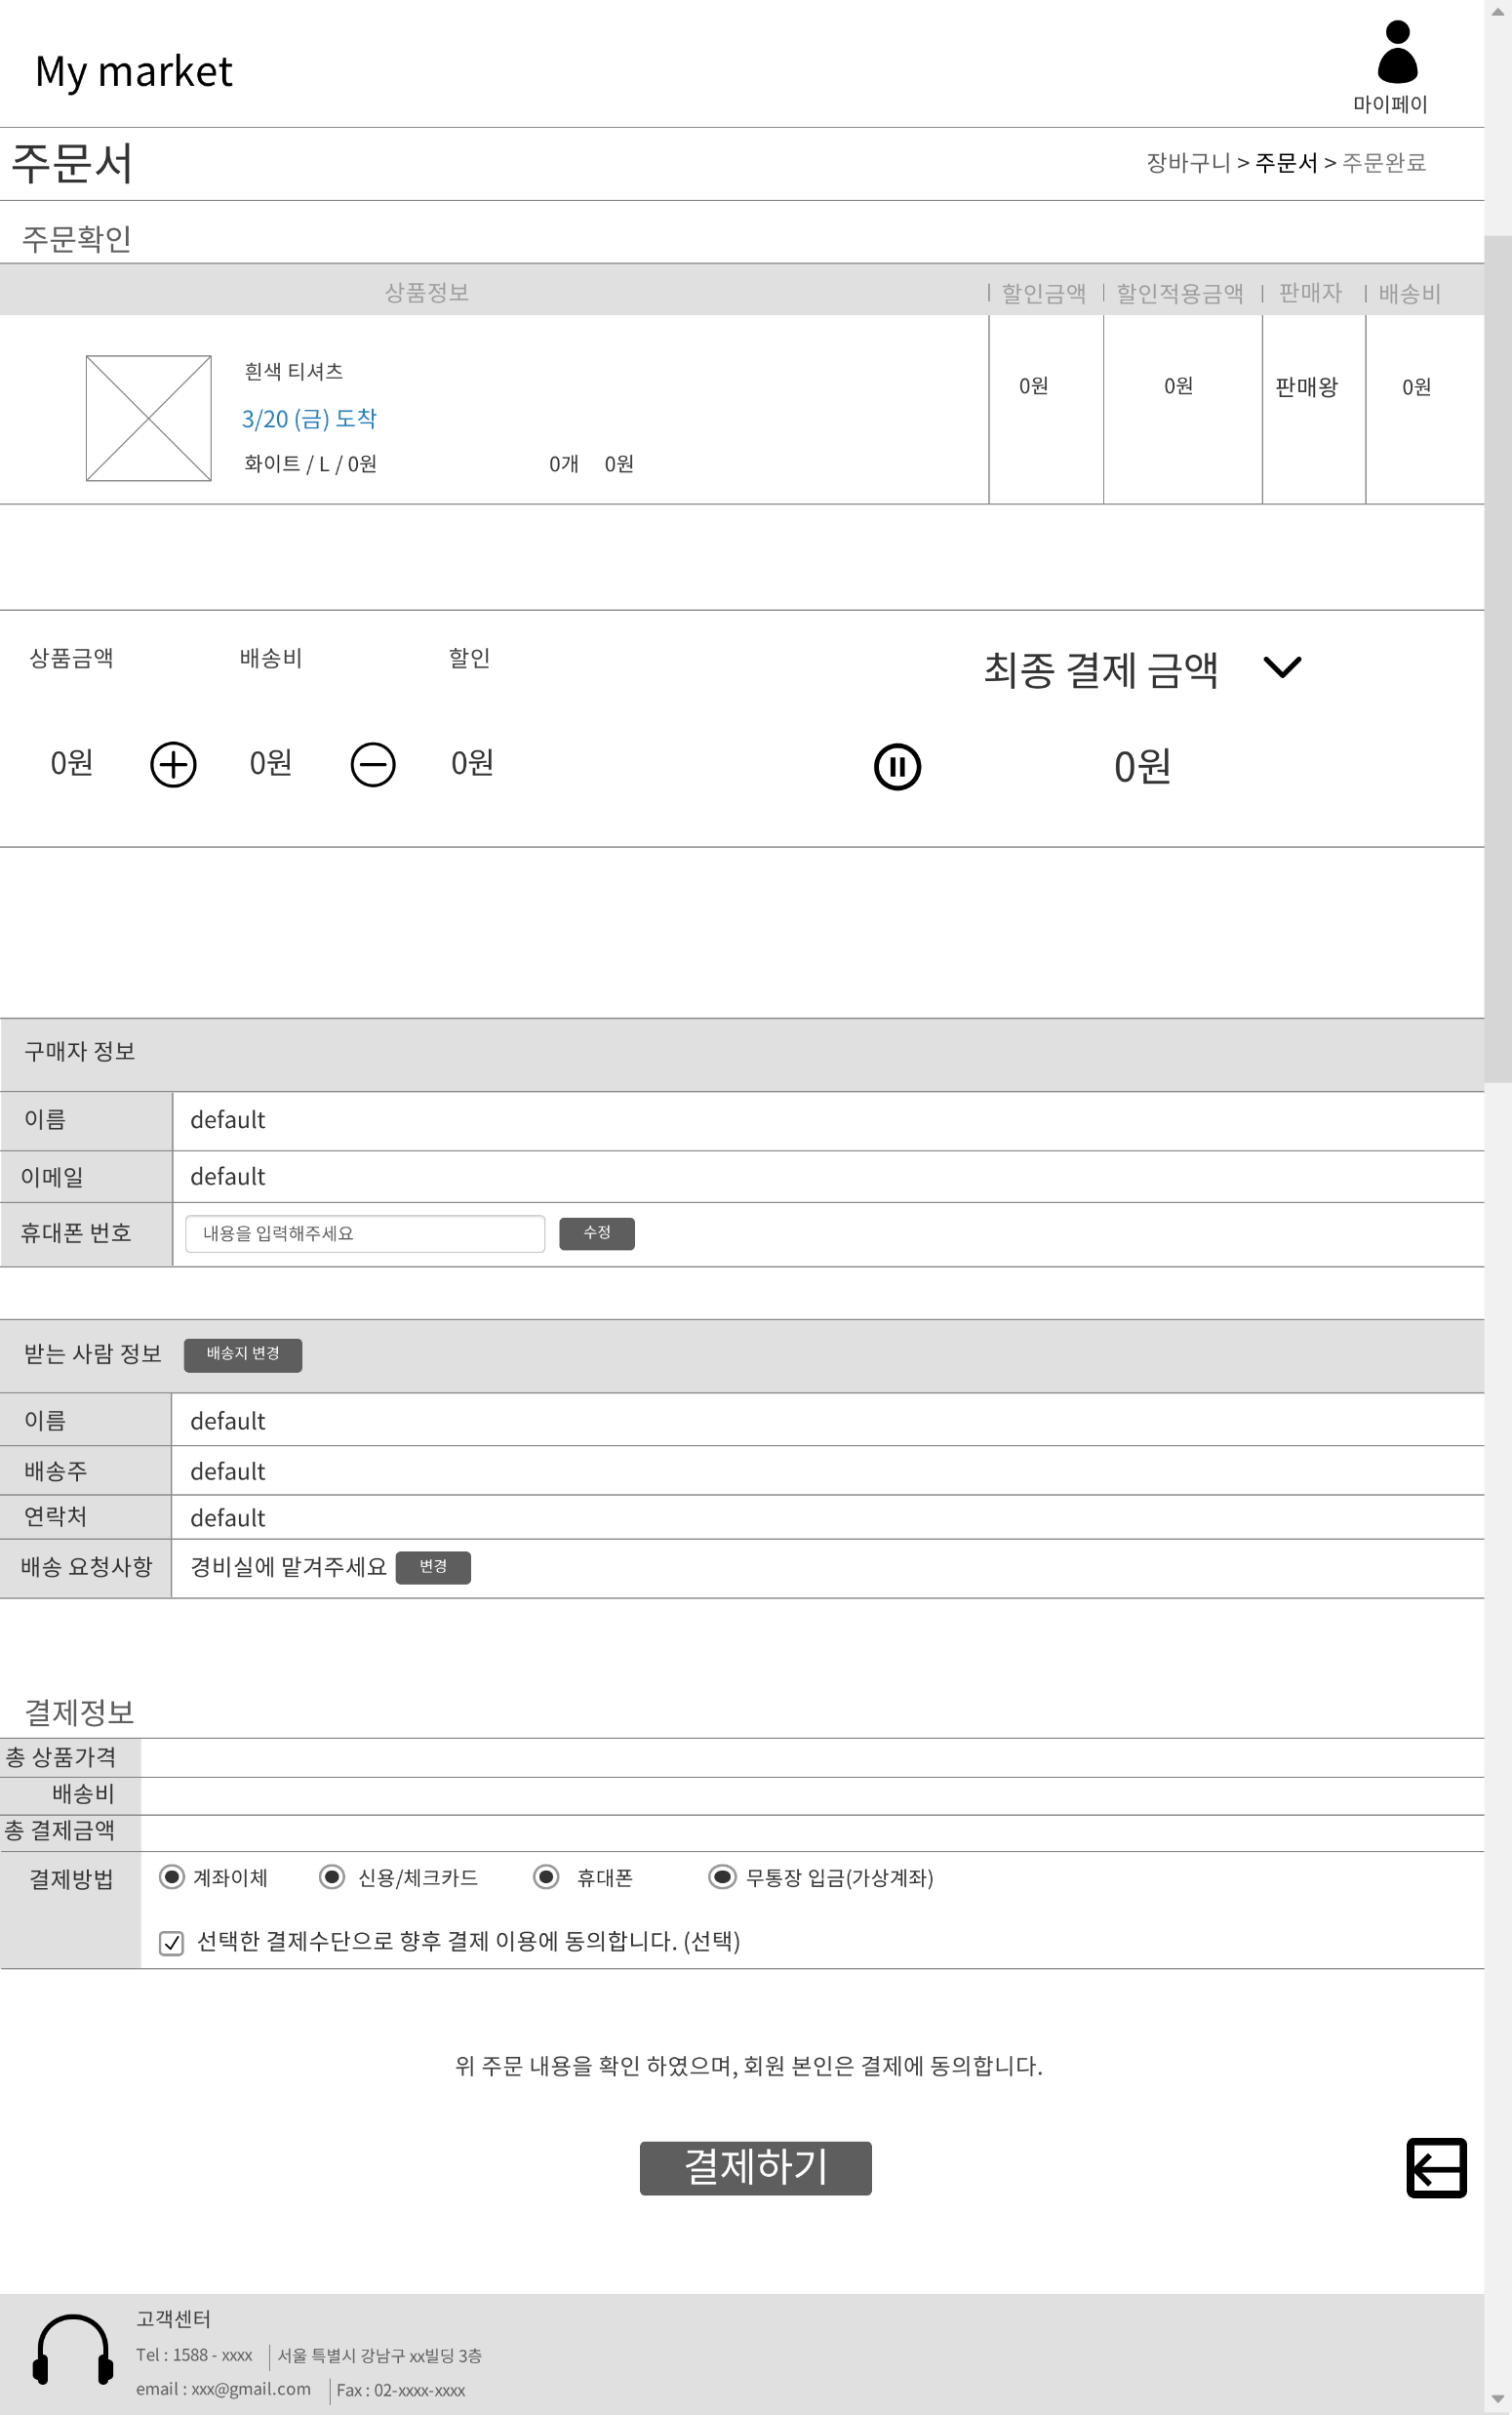 My market
마이페이
주문서
장바구니 > 주문서 > 주문완료
주문확인
상품정보 할인금액 할인적용금액 판매자 배송비
흰색 티셔츠
3/20 (금) 도착
화이트 / L / 0원 0개 0원
0원 0원 판매왕 0원
상품금액 배송비 할인 최종 결제 금액
0원 0원 0원 0원
구매자 정보
이름 default
이메일 default
휴대폰 번호 내용을 입력해주세요 수정
받는 사람 정보 배송지 변경
이름 default
배송주 default
연락처 default
배송 요청사항 경비실에 맡겨주세요 변경
결제정보
총 상품가격
배송비
총 결제금액
결제방법 계좌이체 신용/체크카드 휴대폰 무통장 입금(가상계좌)
선택한 결제수단으로 향후 결제 이용에 동의합니다. (선택)
위 주문 내용을 확인 하였으며, 회원 본인은 결제에 동의합니다.
결제하기
고객센터
Tel : 1588 - xxxx 서울 특별시 강남구 xx빌딩 3층
email : xxx@gmail.com Fax : 02-xxxx-xxxx